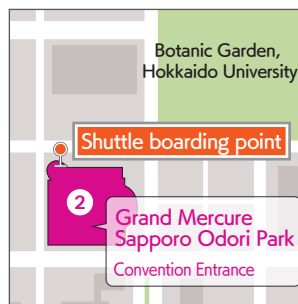 Botanic Garden,
Hokkaido University
Shuttle boarding point
2
Grand Mercure
Sapporo Odori Park
Convention Entrance